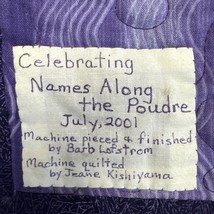 Celebrating
Names Along
the Poudre
July, 2001
Machine pieced & finished
by Barb Lofstrom
Machine quilted
by Jeane Kishiyama